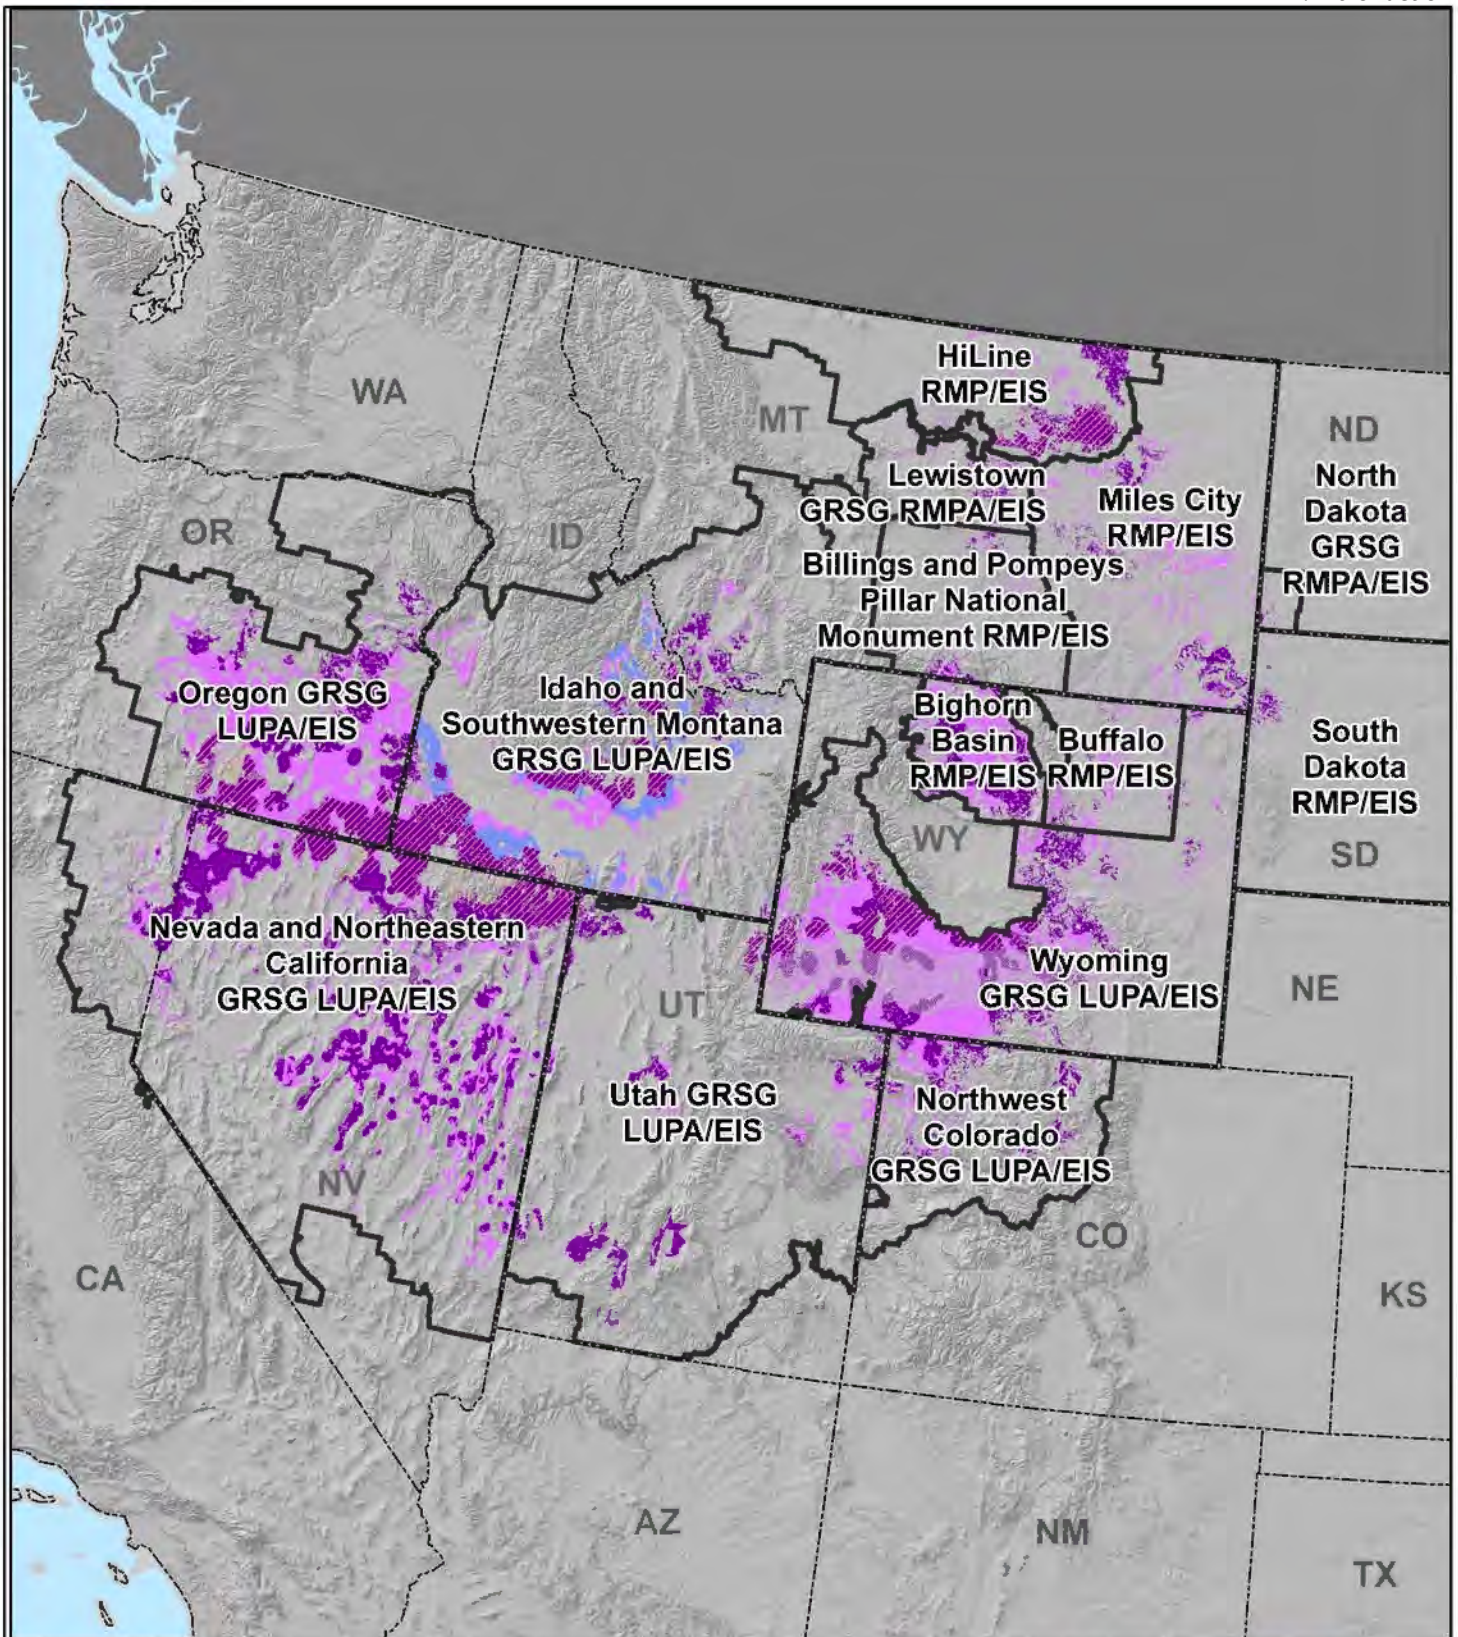 HiLine
RMP/EIS
WA
MT
ND
North
Dakota
GRSG
RMPA/EIS
Lewistown
GRSG RMPA/EIS
Miles City
RMP/EIS
OR
ID
Billings and Pompeys
Pillar National
Monument RMP/EIS
Oregon GRSG
LUPA/EIS
Idaho and
Southwestern Montana
GRSG LUPA/EIS
Bighorn
Basin
RMP/EIS
Buffalo
RMP/EIS
South
Dakota
RMP/EIS
SD
WY
Nevada and Northeastern
California
GRSG LUPA/EIS
Wyoming
GRSG LUPA/EIS
NE
UT
Utah GRSG
LUPA/EIS
Northwest
Colorado
GRSG LUPA/EIS
NV
CO
CA
KS
AZ
NM
TX